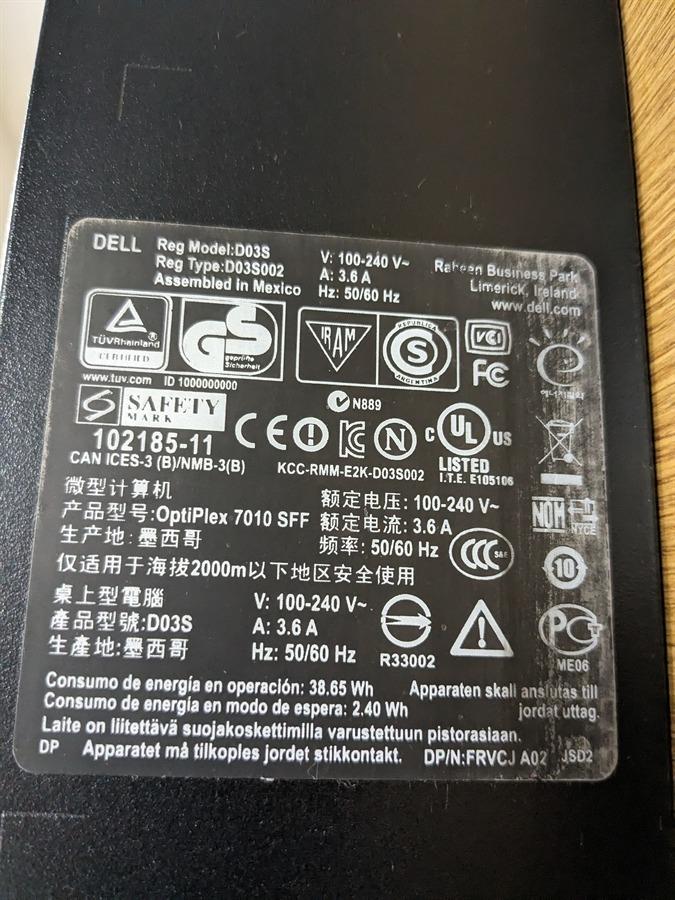 DELL
Reg Model:D03S
Reg Type:D03S002
Assembled in Mexico
V: 100-240 V~
A: 3.6 A
Hz: 50/60 Hz
Raheen Business Park
Limerick, Ireland
www.dell.com
TÜVRheinland
CERTIFIED
www.tuv.com ID 1000000000
GS
geprüfte
Sicherheit
IRAM
REPUBLICA
S
ARGENTINA
VCI
FC
SAFETY
MARK
102185-11
CAN ICES-3 (B)/NMB-3(B)
CE
N889
KCC-RMM-E2K-D03S002
N
C UL US
LISTED
I.T.E. E105106
NOM
NYCE
微型计算机
产品型号:OptiPlex 7010 SFF
生产地: 墨西哥
额定电压: 100-240 V~
额定电流: 3.6 A
频率: 50/60 Hz
CCC S&E
仅适用于海拔2000m以下地区安全使用
10
桌上型電腦
產品型號:D03S
生產地:墨西哥
V: 100-240 V~
A: 3.6 A
Hz: 50/60 Hz
R33002
ME06
Consumo de energía en operación: 38.65 Wh
Consumo de energía en modo de espera: 2.40 Wh
Apparaten skall anslutas till
jordat uttag.
Laite on liitettävä suojakoskettimilla varustettuun pistorasiaan.
DP Apparatet må tilkoples jordet stikkontakt.
DP/N:FRVCJ A02 JSD2